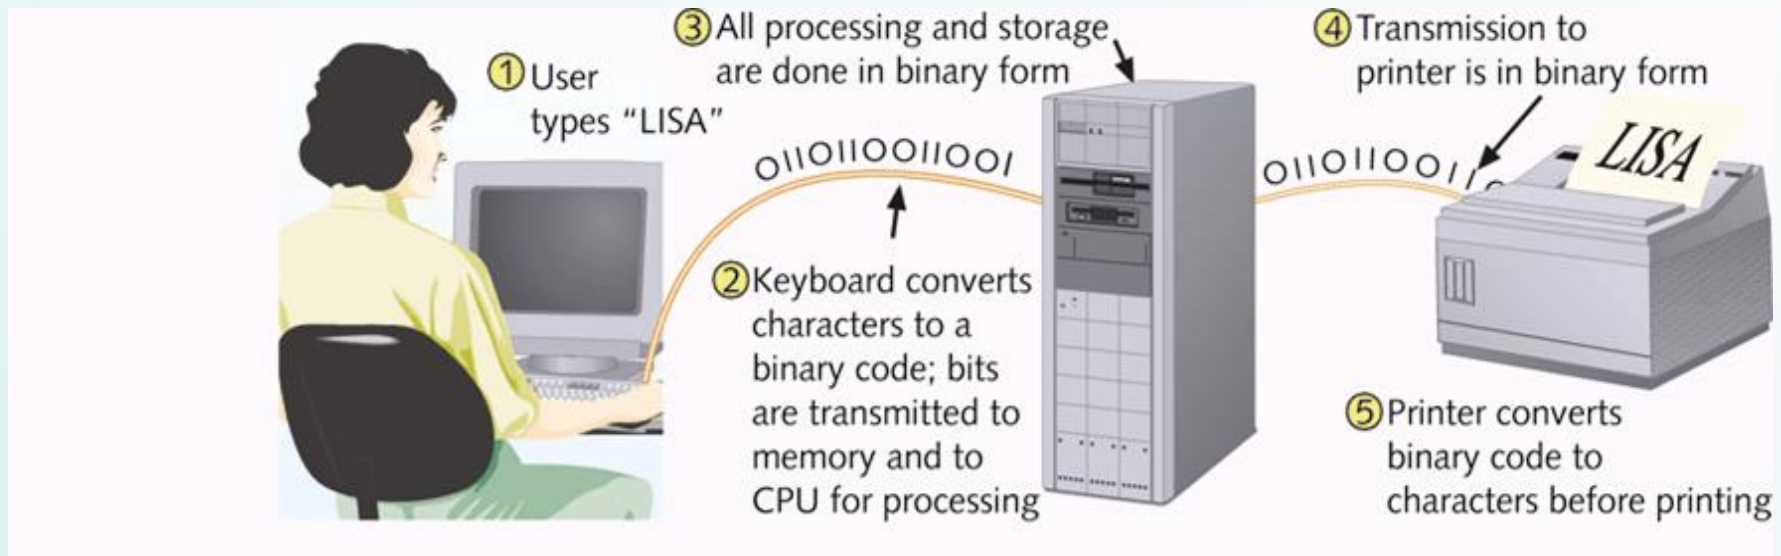 ① User
types “LISA”
0110110011001
② Keyboard converts
characters to a
binary code; bits
are transmitted to
memory and to
CPU for processing
③ All processing and storage
are done in binary form
④ Transmission to
printer is in binary form
011011001
LISA
⑤ Printer converts
binary code to
characters before printing